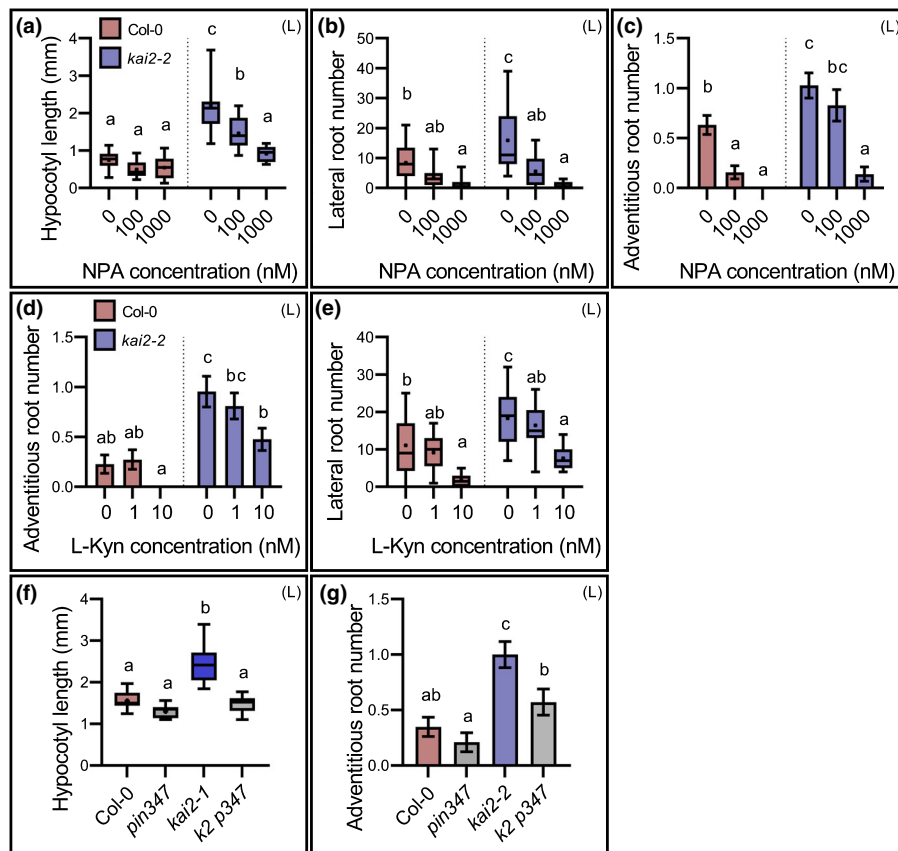 (a) Col-0 (L)
kai2-2
Hypocotyl length (mm)
4
3
2
1
0
a a a c b a
0 100 1000 0 100 1000
NPA concentration (nM)
(b) (L)
Lateral root number
50
40
30
20
10
0
b ab a c ab a
0 100 1000 0 100 1000
NPA concentration (nM)
(c) (L)
Adventitious root number
1.5
1.0
0.5
0.0
b a a c bc a
0 100 1000 0 100 1000
NPA concentration (nM)
(d) Col-0 (L)
kai2-2
Adventitious root number
1.5
1.0
0.5
0.0
ab ab a c bc b
0 1 10 0 1 10
L-Kyn concentration (nM)
(e) (L)
Lateral root number
40
30
20
10
0
b ab a c ab a
0 1 10 0 1 10
L-Kyn concentration (nM)
(f) (L)
Hypocotyl length (mm)
4
3
2
1
0
a a b a
Col-0 pin347 kai2-1 k2 p347
(g) (L)
Adventitious root number
1.5
1.0
0.5
0.0
ab a c b
Col-0 pin347 kai2-2 k2 p347